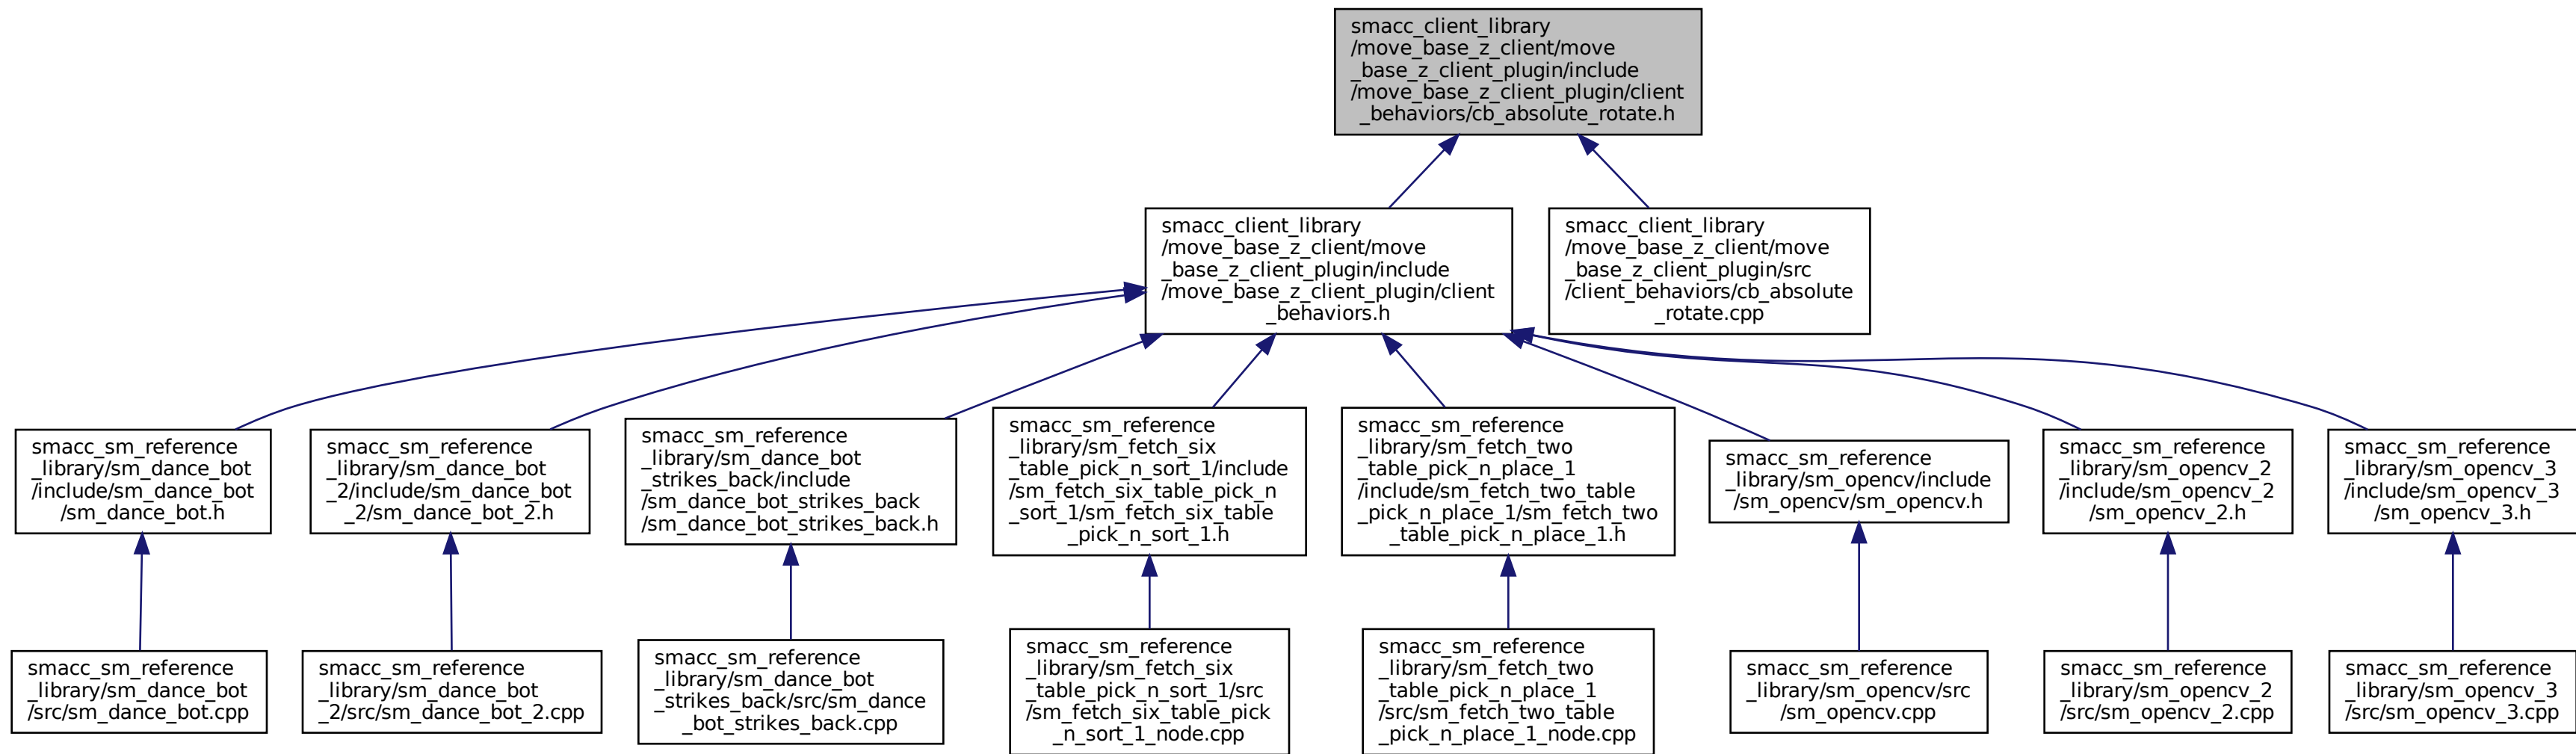 smacc_client_library
/move_base_z_client/move
_base_z_client_plugin/include
/move_base_z_client_plugin/client
_behaviors/cb_absolute_rotate.h
smacc_client_library
/move_base_z_client/move
_base_z_client_plugin/include
/move_base_z_client_plugin/client
_behaviors.h
smacc_client_library
/move_base_z_client/move
_base_z_client_plugin/src
/client_behaviors/cb_absolute
_rotate.cpp
smacc_sm_reference
_library/sm_dance_bot
/include/sm_dance_bot
/sm_dance_bot.h
smacc_sm_reference
_library/sm_dance_bot
_2/include/sm_dance_bot
_2/sm_dance_bot_2.h
smacc_sm_reference
_library/sm_dance_bot
_strikes_back/include
/sm_dance_bot_strikes_back
/sm_dance_bot_strikes_back.h
smacc_sm_reference
_library/sm_fetch_six
_table_pick_n_sort_1/include
/sm_fetch_six_table_pick_n
_sort_1/sm_fetch_six_table
_pick_n_sort_1.h
smacc_sm_reference
_library/sm_fetch_two
_table_pick_n_place_1
/include/sm_fetch_two_table
_pick_n_place_1/sm_fetch_two
_table_pick_n_place_1.h
smacc_sm_reference
_library/sm_opencv/include
/sm_opencv/sm_opencv.h
smacc_sm_reference
_library/sm_opencv_2
/include/sm_opencv_2
/sm_opencv_2.h
smacc_sm_reference
_library/sm_opencv_3
/include/sm_opencv_3
/sm_opencv_3.h
smacc_sm_reference
_library/sm_dance_bot
/src/sm_dance_bot.cpp
smacc_sm_reference
_library/sm_dance_bot
_2/src/sm_dance_bot_2.cpp
smacc_sm_reference
_library/sm_dance_bot
_strikes_back/src/sm_dance
_bot_strikes_back.cpp
smacc_sm_reference
_library/sm_fetch_six
_table_pick_n_sort_1/src
/sm_fetch_six_table_pick
_n_sort_1_node.cpp
smacc_sm_reference
_library/sm_fetch_two
_table_pick_n_place_1
/src/sm_fetch_two_table
_pick_n_place_1_node.cpp
smacc_sm_reference
_library/sm_opencv/src
/sm_opencv.cpp
smacc_sm_reference
_library/sm_opencv_2
/src/sm_opencv_2.cpp
smacc_sm_reference
_library/sm_opencv_3
/src/sm_opencv_3.cpp